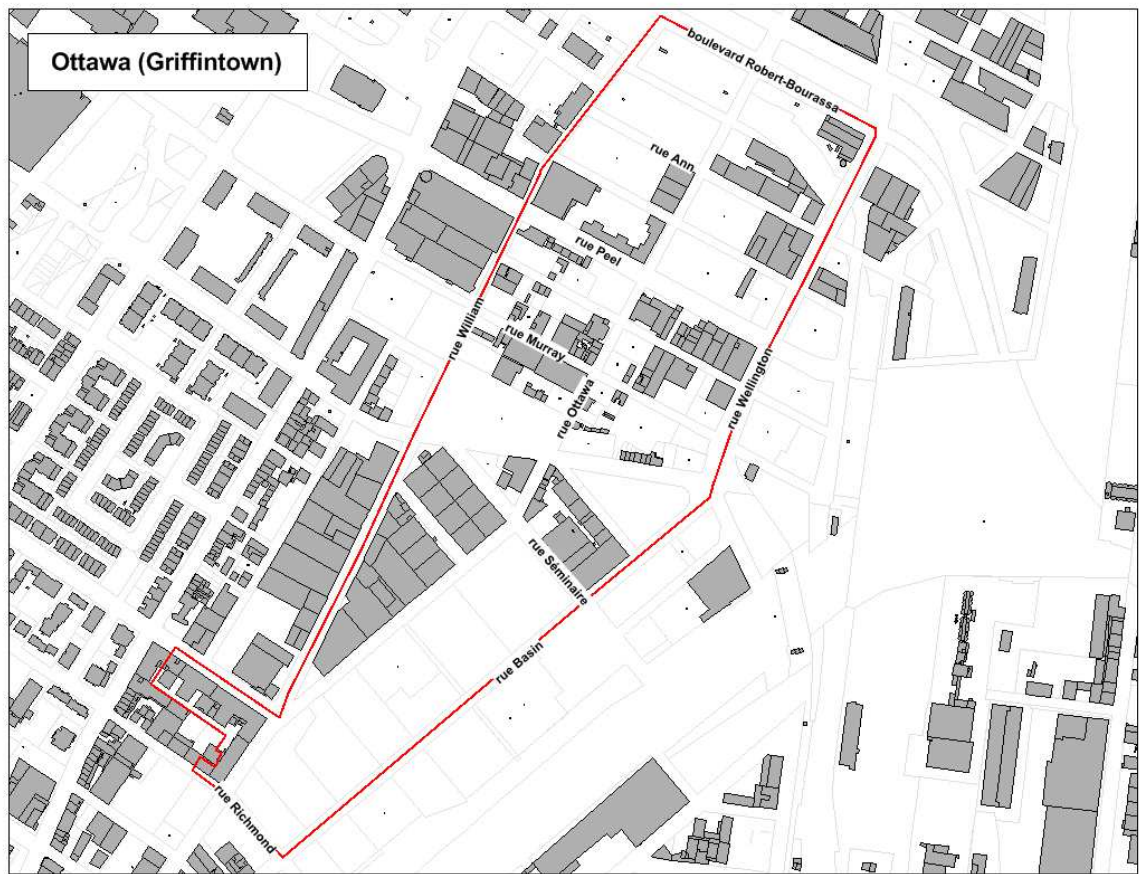 Ottawa (Griffintown)
boulevard Robert-Bourassa
rue Ann
rue Peel
rue William
rue Murray
rue Ottawa
rue Wellington
rue Séminaire
rue Basin
rue Richmond